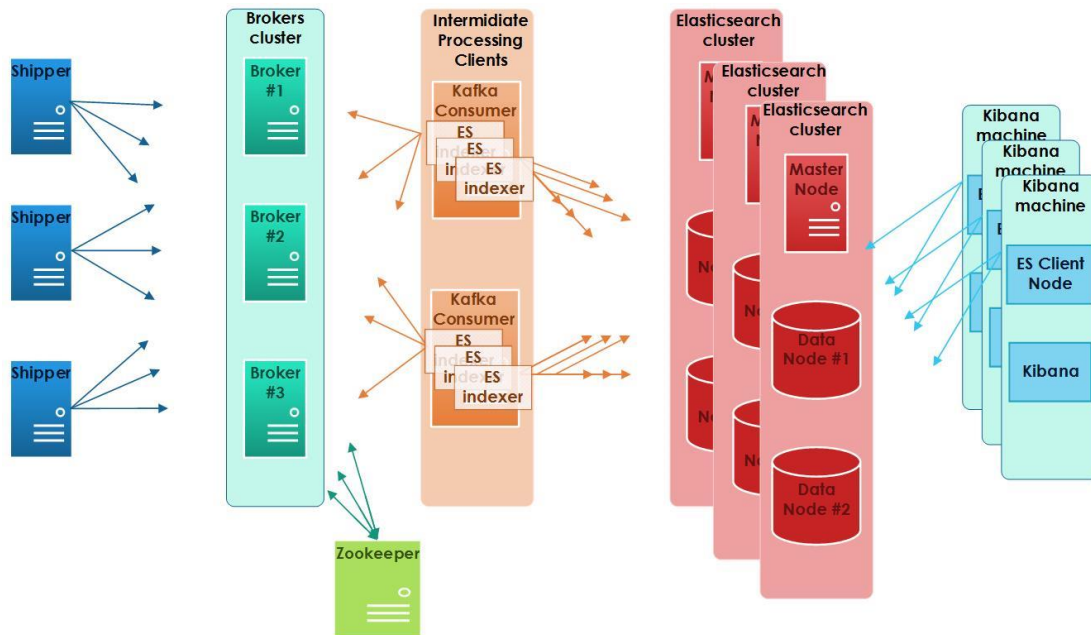 Shipper
Shipper
Shipper
Brokers
cluster
Broker
#1
Broker
#2
Broker
#3
Zookeeper
Intermidiate
Processing
Clients
Kafka
Consumer
ES
ES
indexer
ES
indexer
Kafka
Consumer
ES
ES
indexer
ES
indexer
Elasticsearch
cluster
Elasticsearch
cluster
Elasticsearch
cluster
Master
Node
Data
Node #1
Data
Node #2
Kibana
machine
Kibana
machine
Kibana
machine
ES Client
Node
Kibana